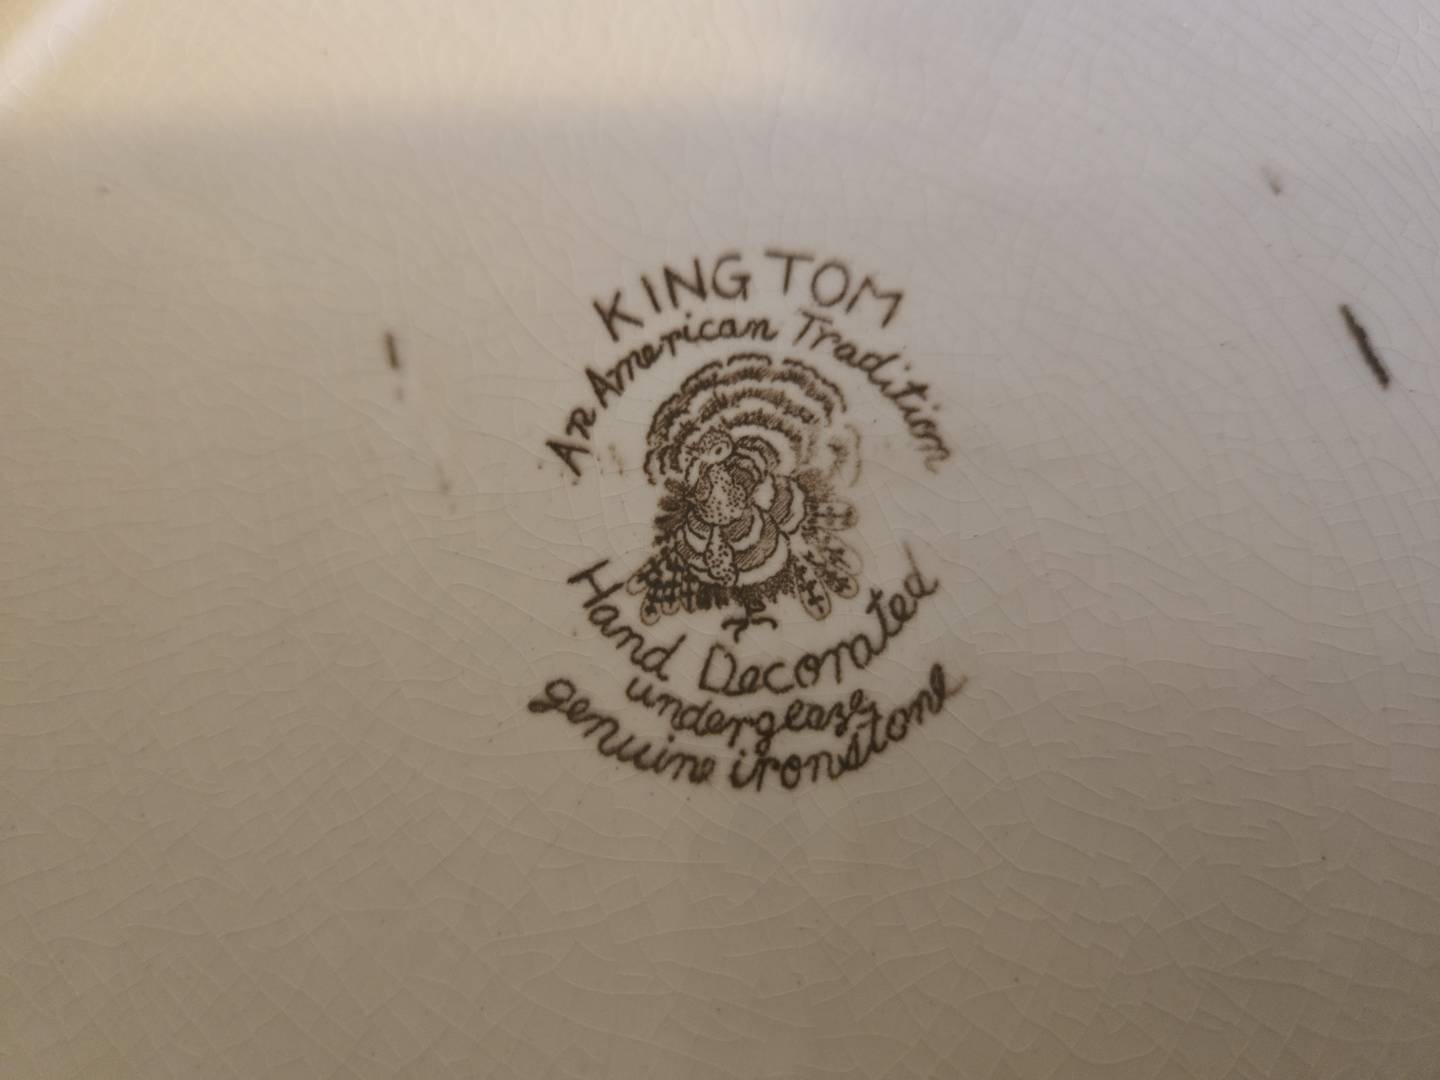 KING TOM
An American Tradition
Hand Decorated
underglaze
genuine ironstone